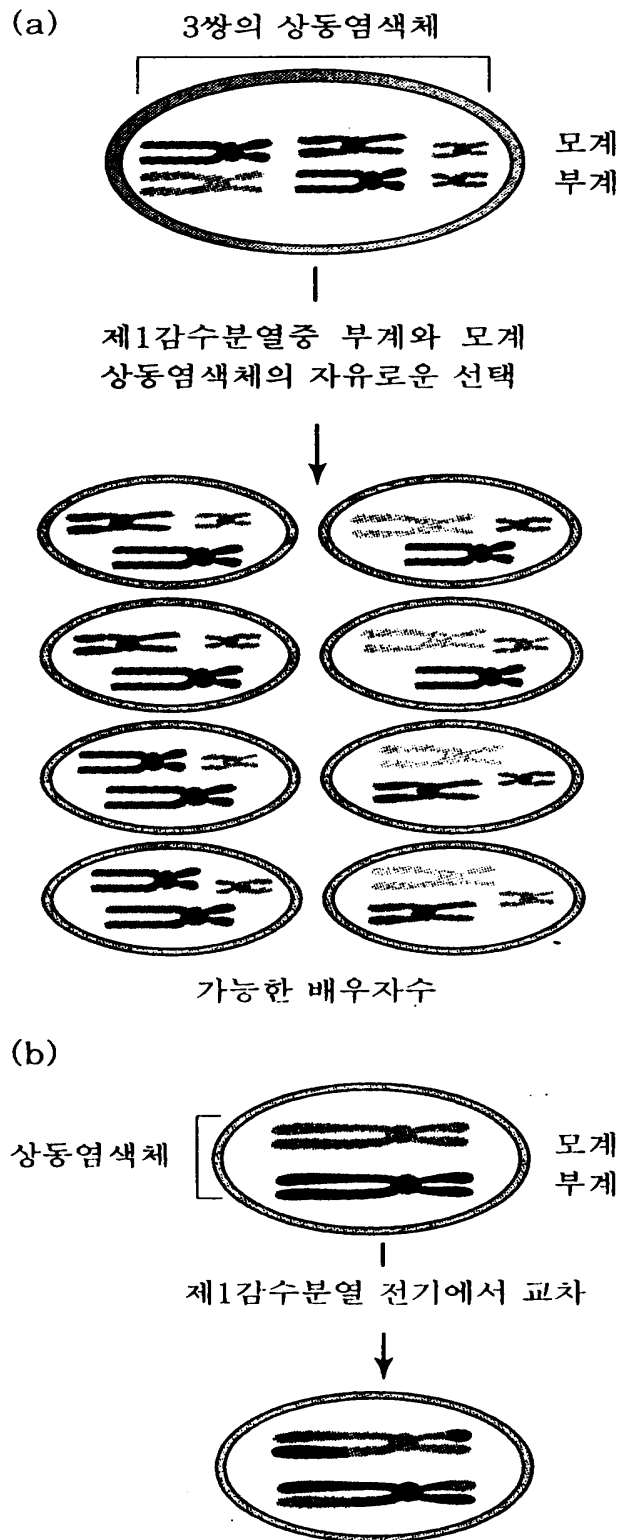 (a)
3쌍의 상동염색체
모계
부계
제1감수분열중 부계와 모계
상동염색체의 자유로운 선택
가능한 배우자수
(b)
상동염색체
모계
부계
제1감수분열 전기에서 교차